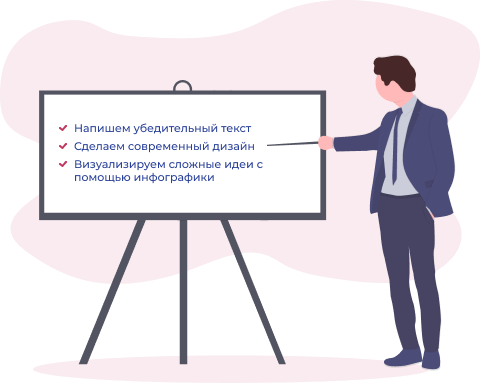 Напишем убедительный текст
Сделаем современный дизайн
Визуализируем сложные идеи с
помощью инфографики